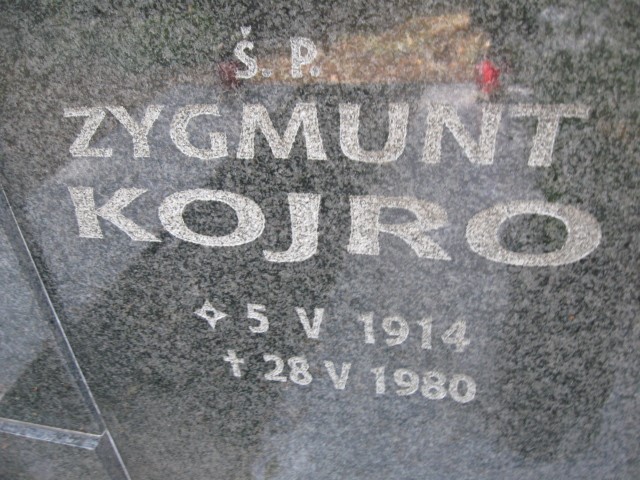 Ś. P.
ZYGMUNT
KOJRO
✧ 5 V 1914
✝ 28 V 1980